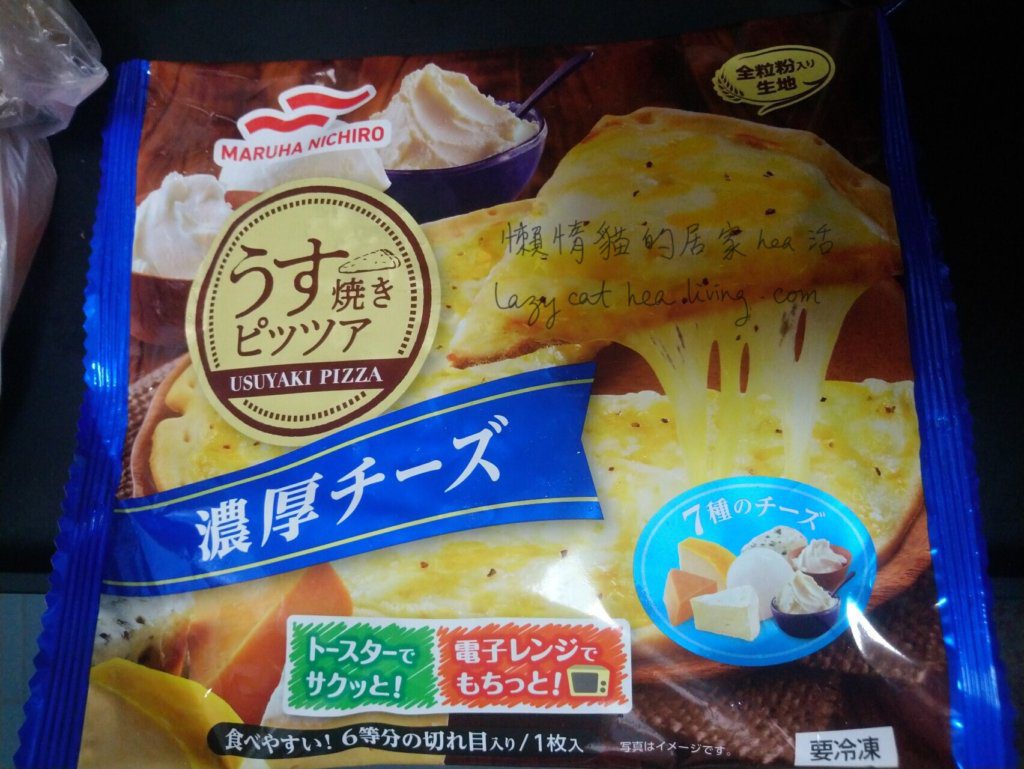 MARUHA NICHIRO
全粒粉入り
生地
うす焼き
ピッツァ
USUYAKI PIZZA
懶惰貓的居家hea活
lazy cat hea.living.com
濃厚チーズ
7種のチーズ
トースターで
サクッと!
電子レンジで
もちっと!
食べやすい! 6等分の切れ目入り/1枚入
写真はイメージです。
要冷凍